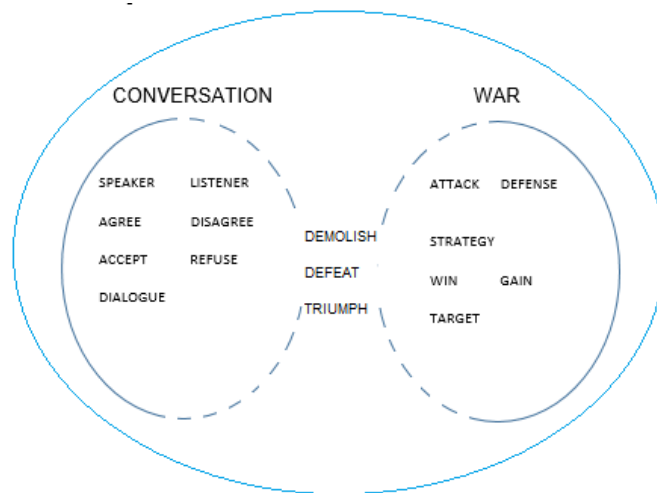 CONVERSATION
SPEAKER LISTENER
AGREE DISAGREE
ACCEPT REFUSE
DIALOGUE
DEMOLISH
DEFEAT
TRIUMPH
WAR
ATTACK DEFENSE
STRATEGY
WIN GAIN
TARGET